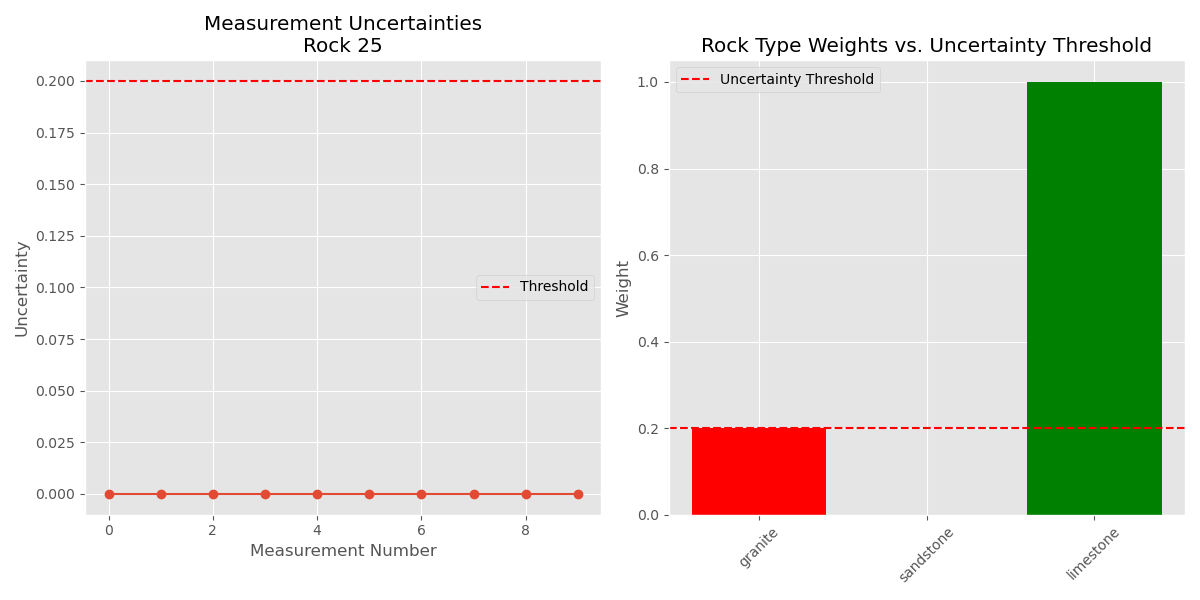 Measurement Uncertainties
Rock 25
Uncertainty
0.200
0.175
0.150
0.125
0.100
0.075
0.050
0.025
0.000
Threshold
0 2 4 6 8
Measurement Number
Rock Type Weights vs. Uncertainty Threshold
Uncertainty Threshold
Weight
1.0
0.8
0.6
0.4
0.2
0.0
granite
sandstone
limestone